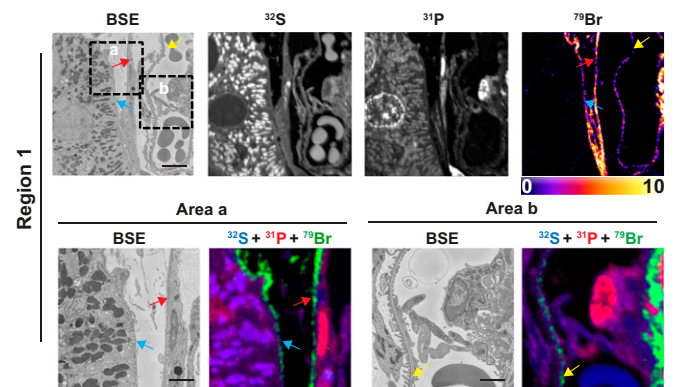 BSE
³²S
³¹P
⁷⁹Br
a
b
Region 1
0
10
Area a
Area b
BSE
³²S + ³¹P + ⁷⁹Br
BSE
³²S + ³¹P + ⁷⁹Br